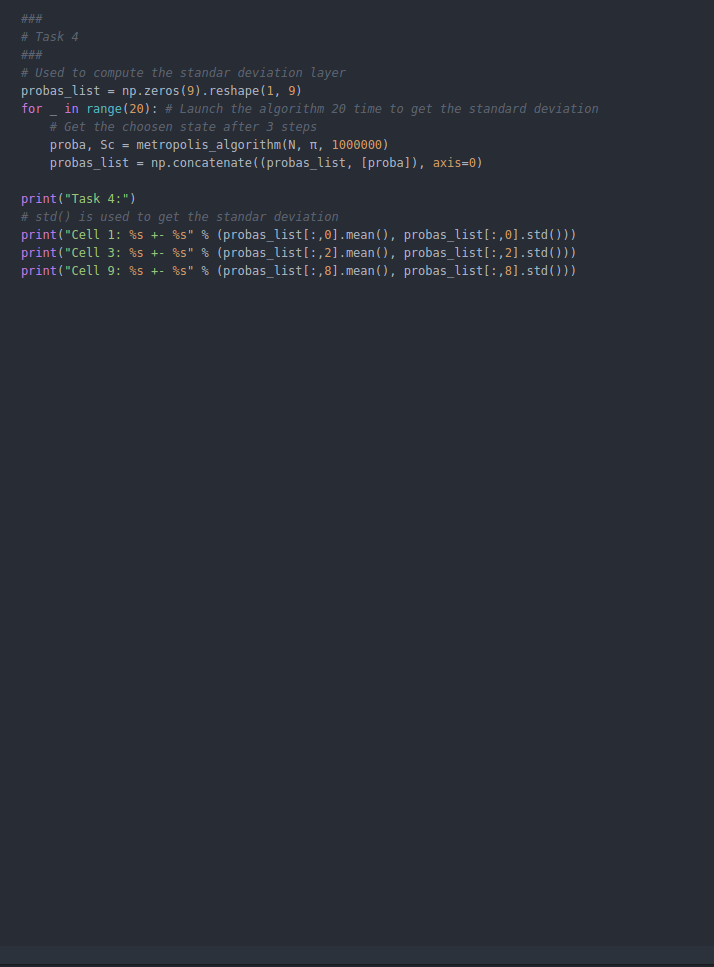 ###
# Task 4
###
# Used to compute the standar deviation layer
probas_list = np.zeros(9).reshape(1, 9)
for _ in range(20): # Launch the algorithm 20 time to get the standard deviation
    # Get the choosen state after 3 steps
    proba, Sc = metropolis_algorithm(N, π, 1000000)
    probas_list = np.concatenate((probas_list, [proba]), axis=0)

print("Task 4:")
# std() is used to get the standar deviation
print("Cell 1: %s +- %s" % (probas_list[:,0].mean(), probas_list[:,0].std()))
print("Cell 3: %s +- %s" % (probas_list[:,2].mean(), probas_list[:,2].std()))
print("Cell 9: %s +- %s" % (probas_list[:,8].mean(), probas_list[:,8].std()))